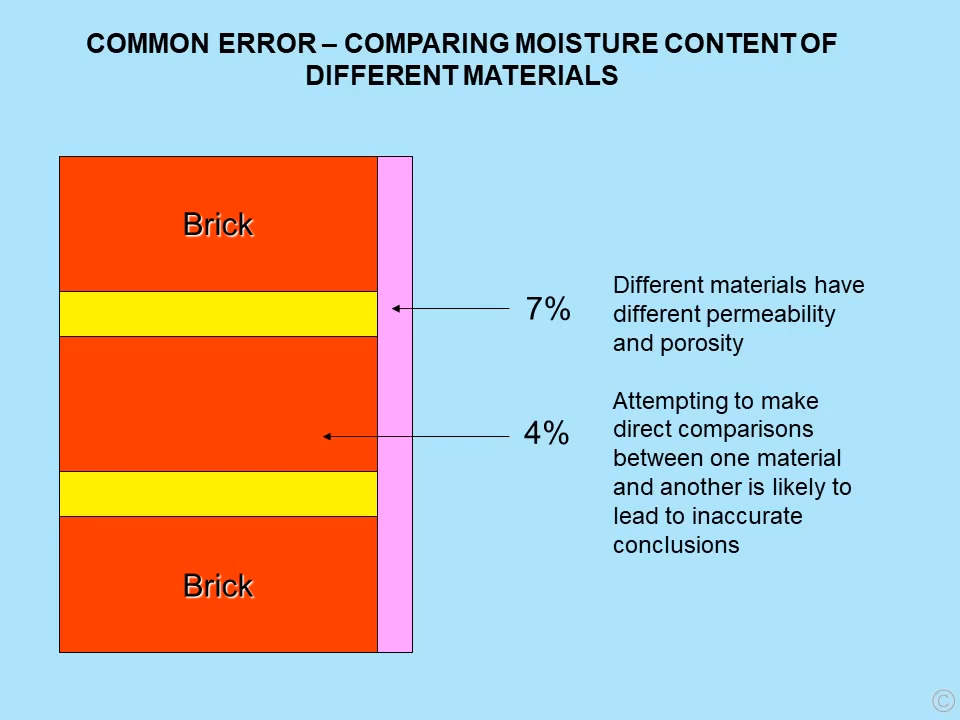 COMMON ERROR – COMPARING MOISTURE CONTENT OF
DIFFERENT MATERIALS
Brick
7%
Different materials have
different permeability
and porosity
4%
Attempting to make
direct comparisons
between one material
and another is likely to
lead to inaccurate
conclusions
Brick
©